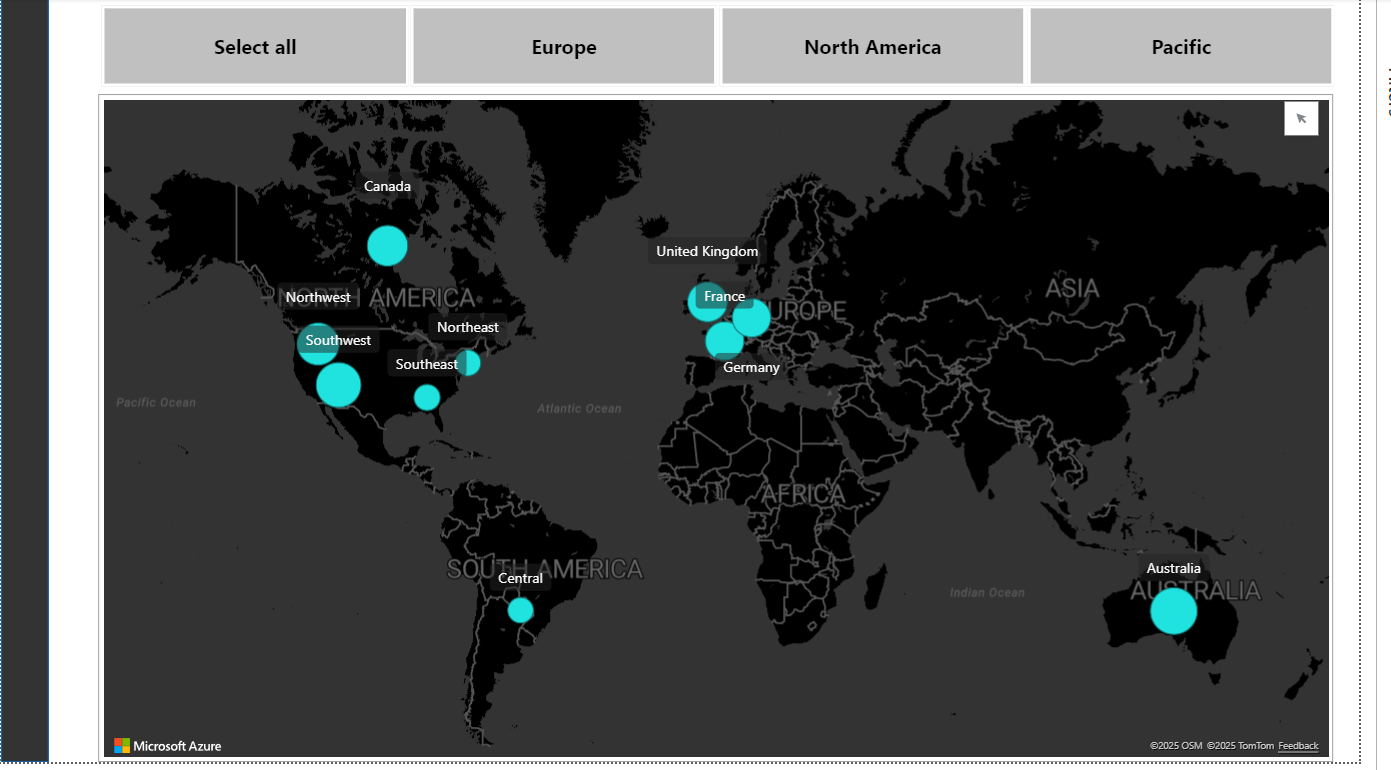 Select all
Europe
North America
Pacific
Canada
United Kingdom
ASIA
France
Northwest
NORTH AMERICA
EUROPE
Northeast
Southwest
Southeast
Germany
Pacific Ocean
Atlantic Ocean
AFRICA
Australia
SOUTH AMERICA
Central
AUSTRALIA
Indian Ocean
Microsoft Azure
©2025 OSM ©2025 TomTom Feedback